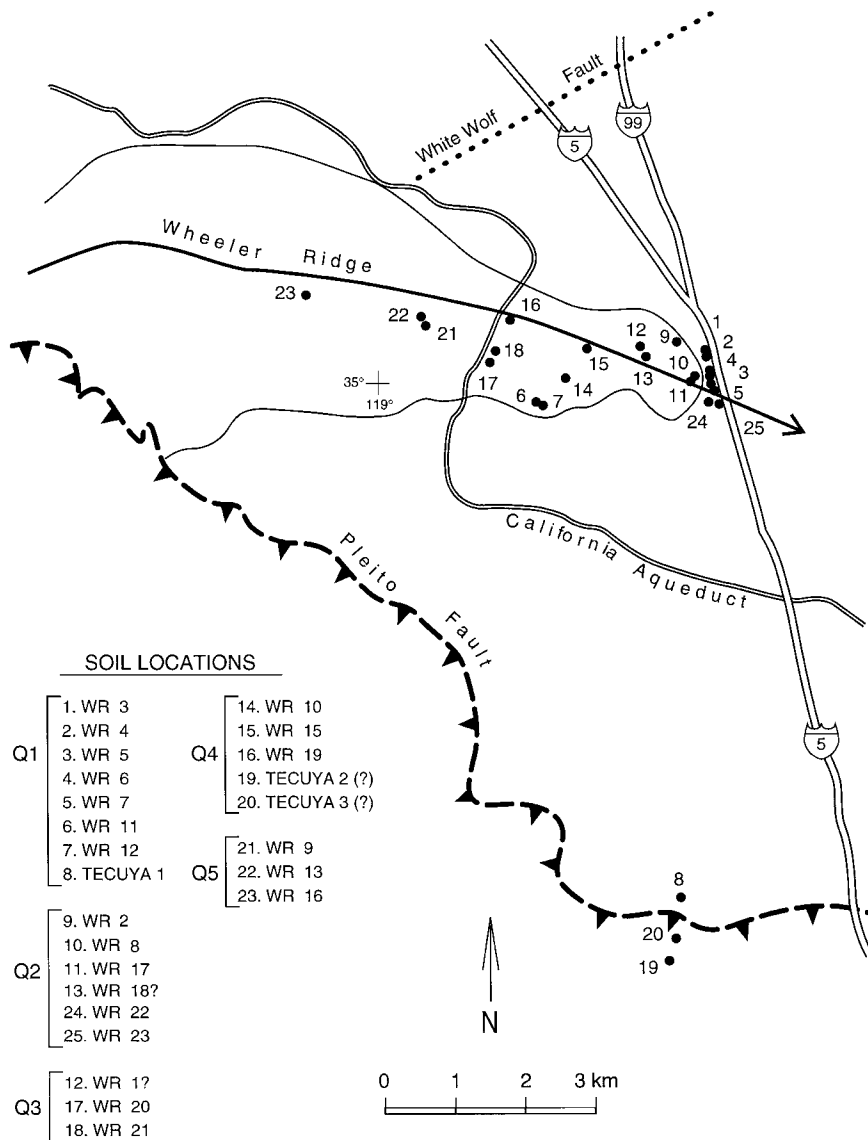 White Wolf Fault
5
99
Wheeler Ridge
23
22
21
16
18
17
15
14
6
7
12
13
9
10
11
1
2
4
3
5
24
25
35°
119°
California Aqueduct
Pleito Fault
5
8
20
19
SOIL LOCATIONS
Q1
1. WR 3
2. WR 4
3. WR 5
4. WR 6
5. WR 7
6. WR 11
7. WR 12
8. TECUYA 1
Q2
9. WR 2
10. WR 8
11. WR 17
13. WR 18?
24. WR 22
25. WR 23
Q3
12. WR 1?
17. WR 20
18. WR 21
Q4
14. WR 10
15. WR 15
16. WR 19
19. TECUYA 2 (?)
20. TECUYA 3 (?)
Q5
21. WR 9
22. WR 13
23. WR 16
N
0 1 2 3 km